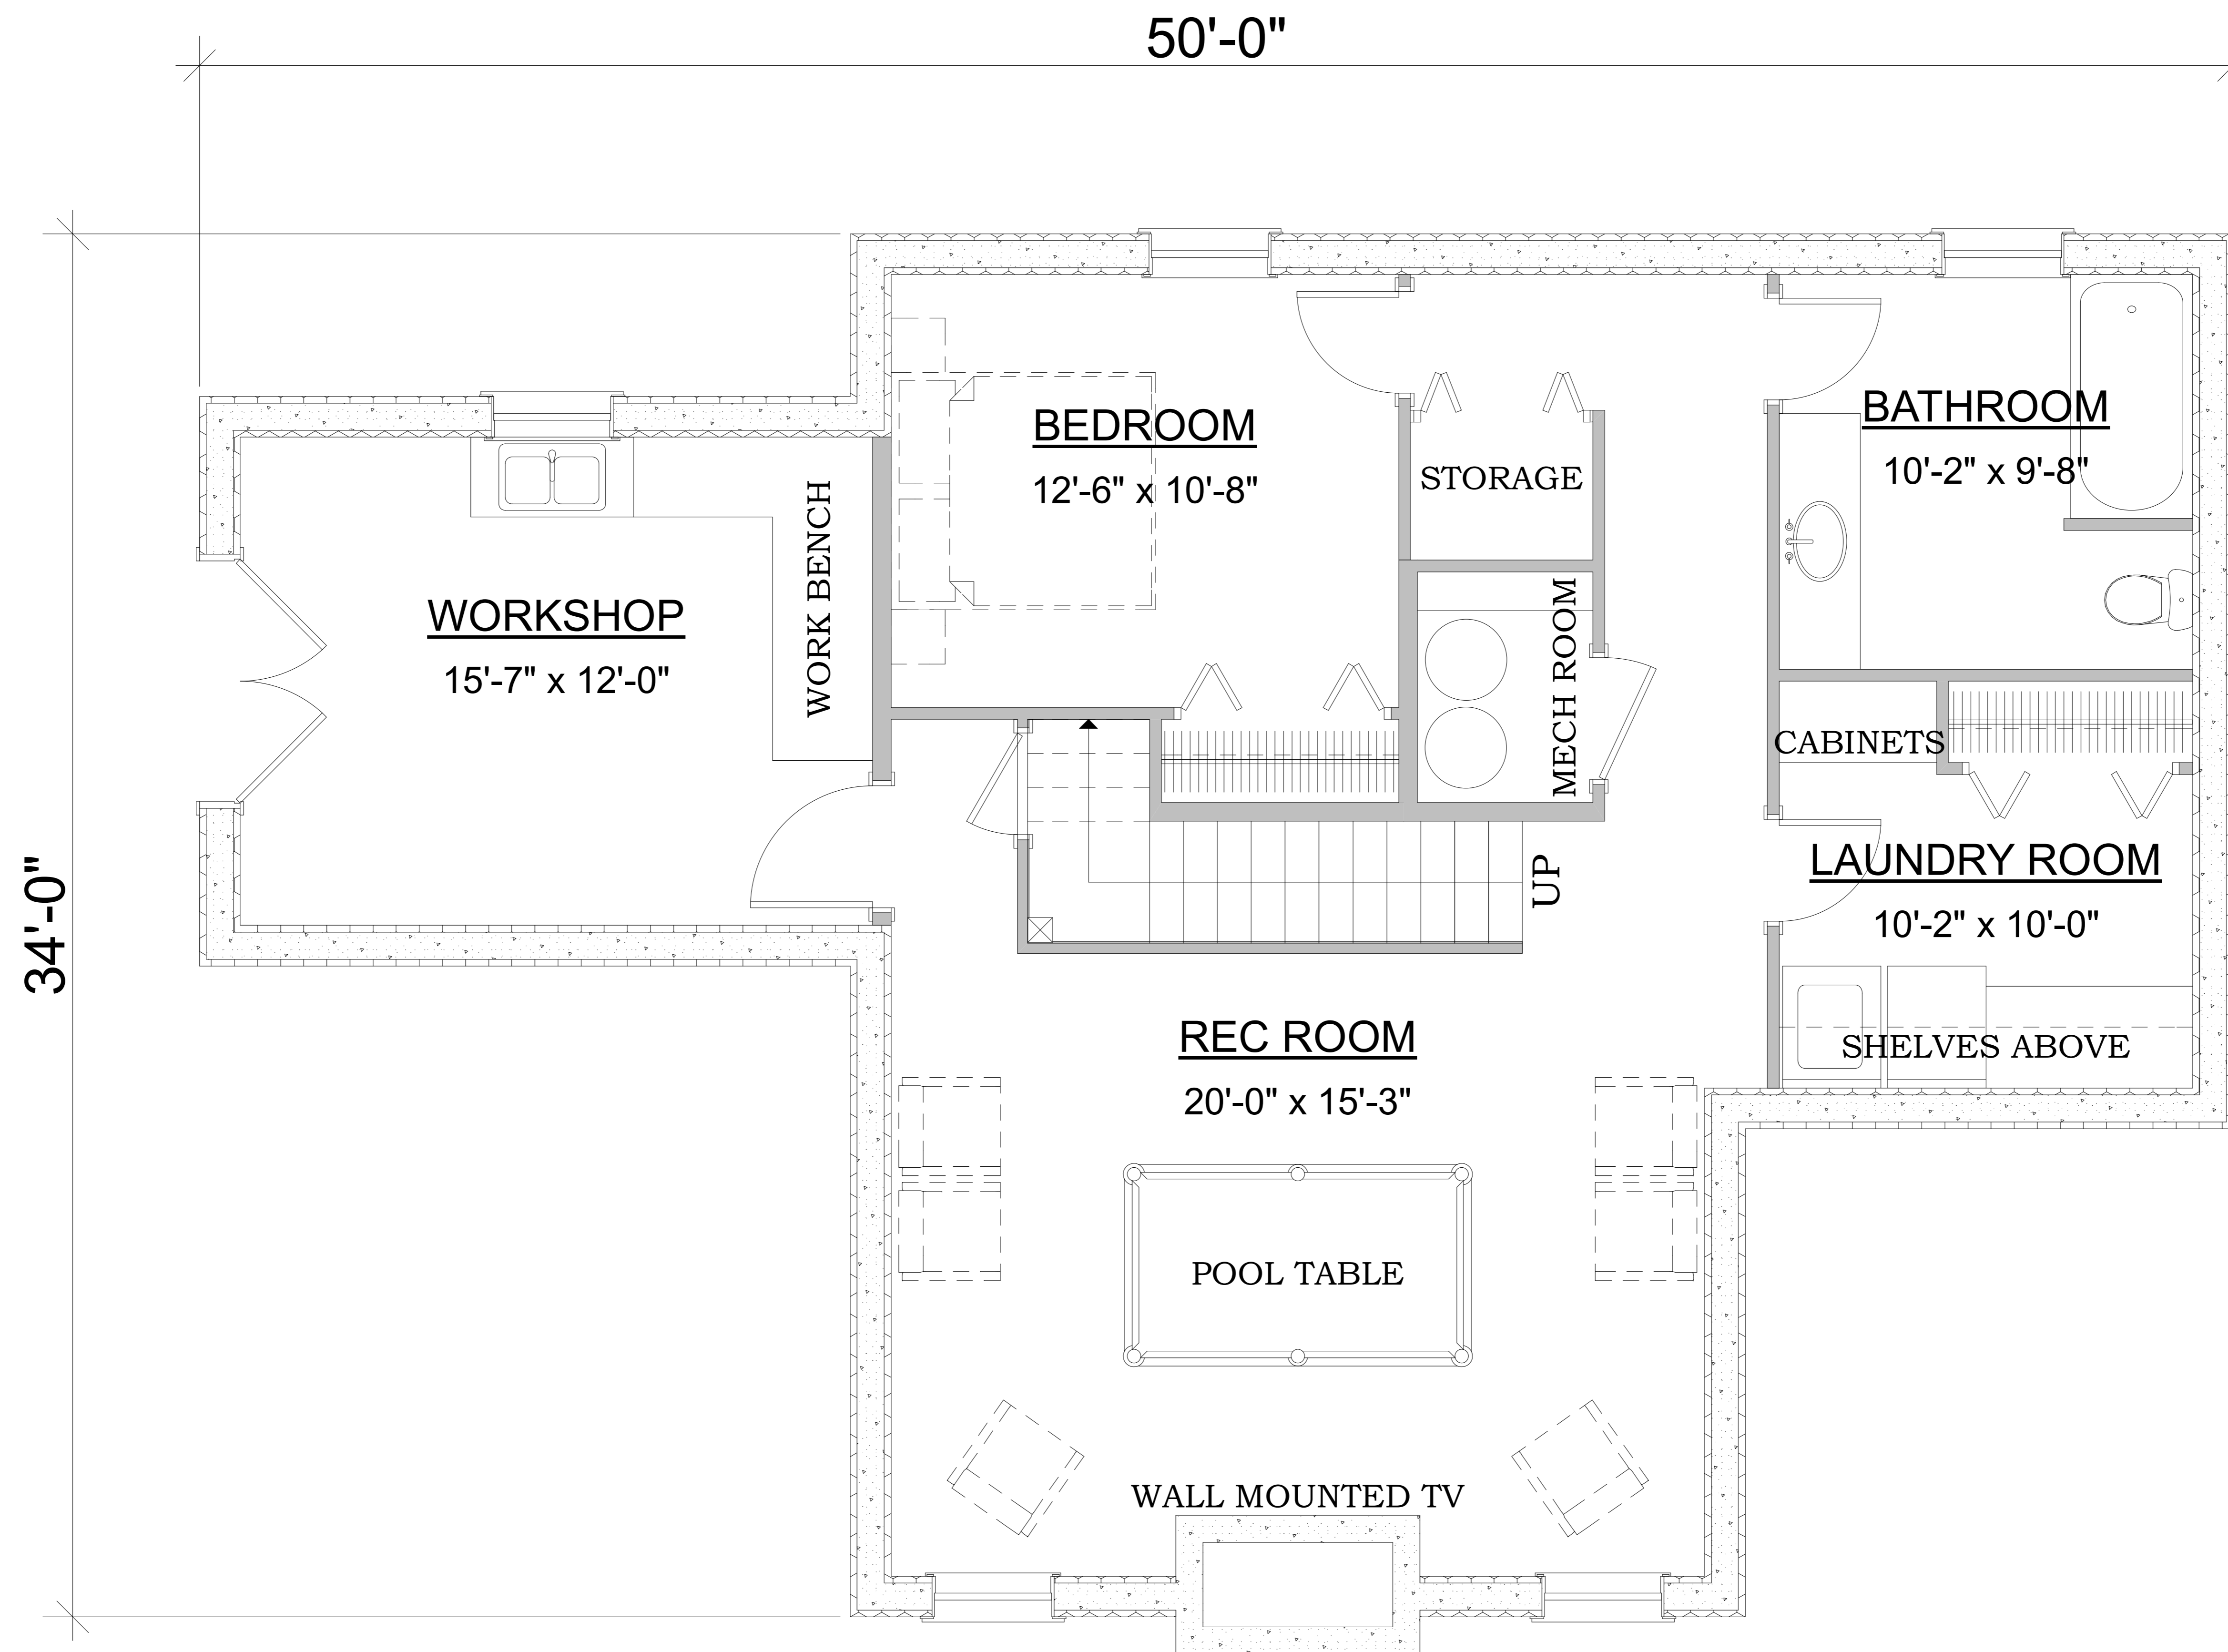 50'-0"
34'-0"
BEDROOM
12'-6" x 10'-8"
STORAGE
BATHROOM
10'-2" x 9'-8"
WORK BENCH
WORKSHOP
15'-7" x 12'-0"
MECH ROOM
CABINETS
UP
LAUNDRY ROOM
10'-2" x 10'-0"
SHELVES ABOVE
REC ROOM
20'-0" x 15'-3"
POOL TABLE
WALL MOUNTED TV